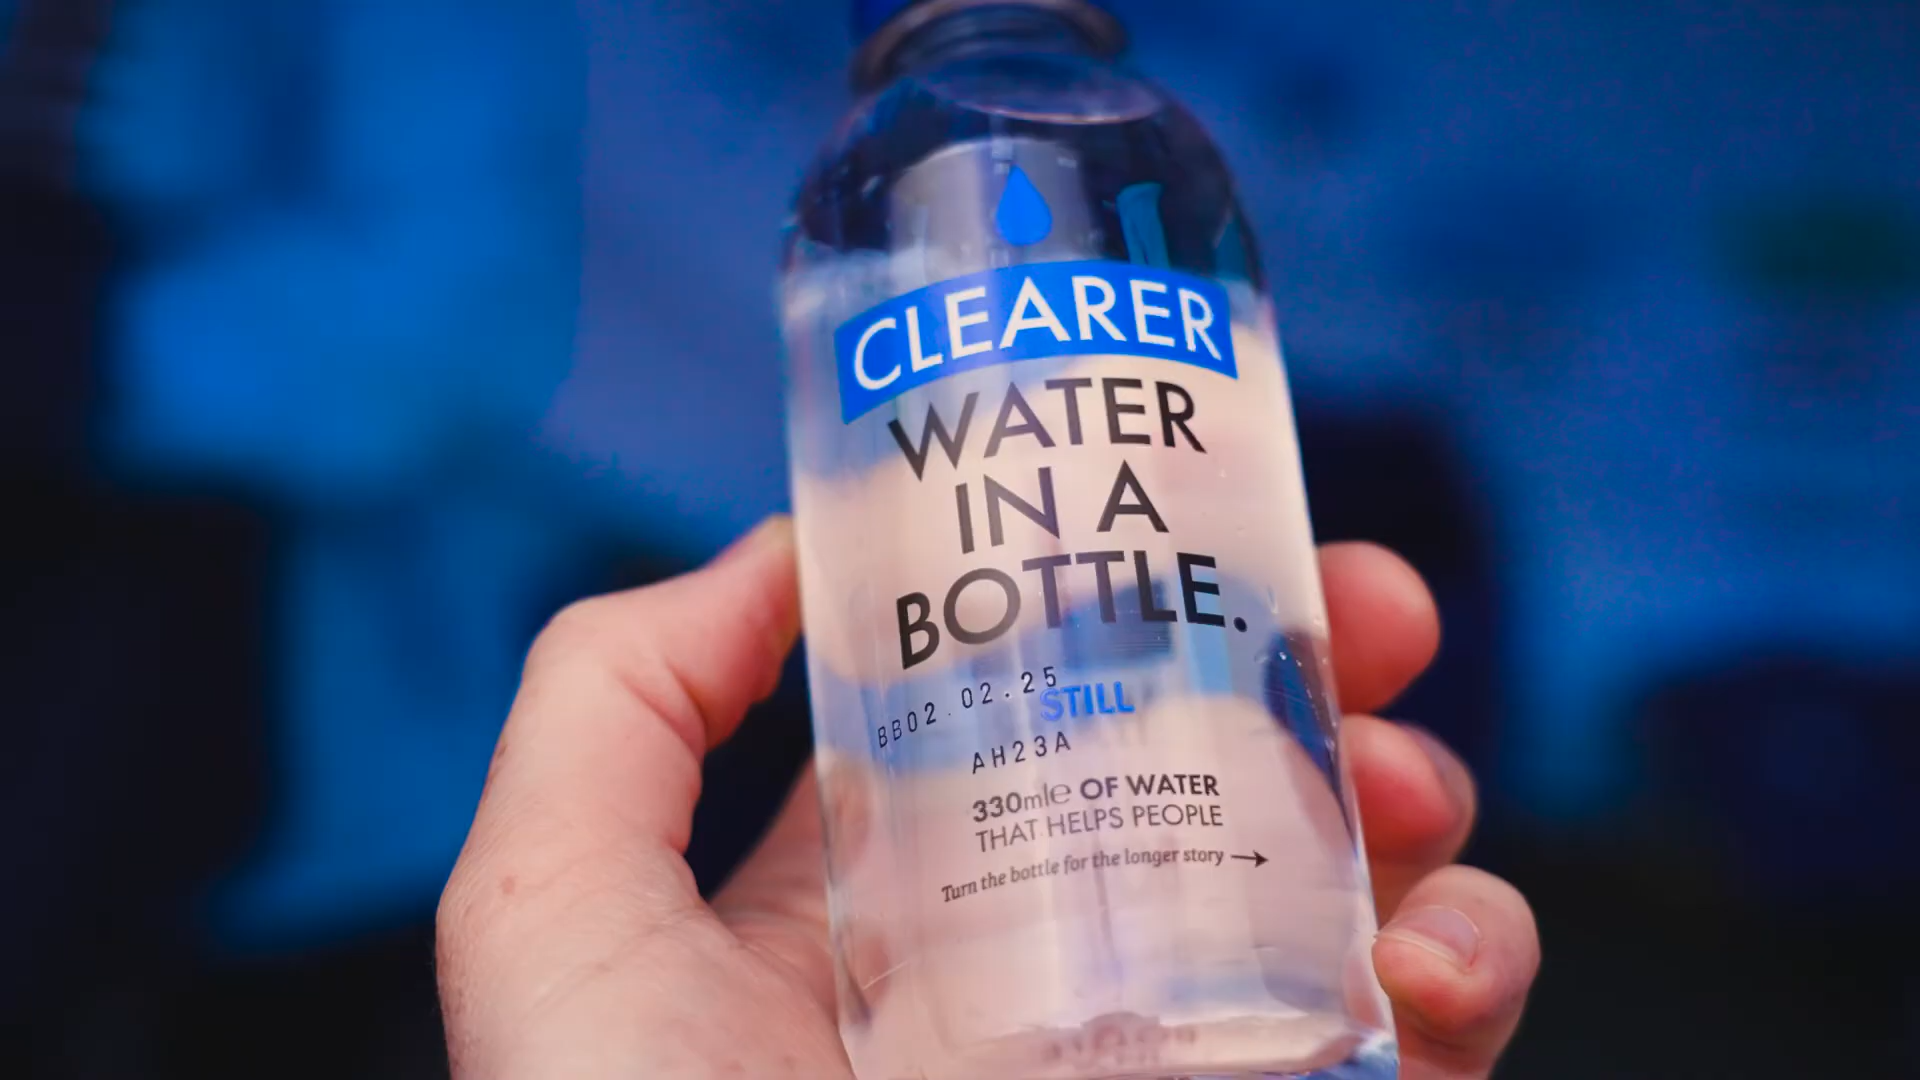 CLEARER
WATER
IN A
BOTTLE.
BB02.02.25
STILL
AH23A
330ml℮ OF WATER
THAT HELPS PEOPLE
Turn the bottle for the longer story →